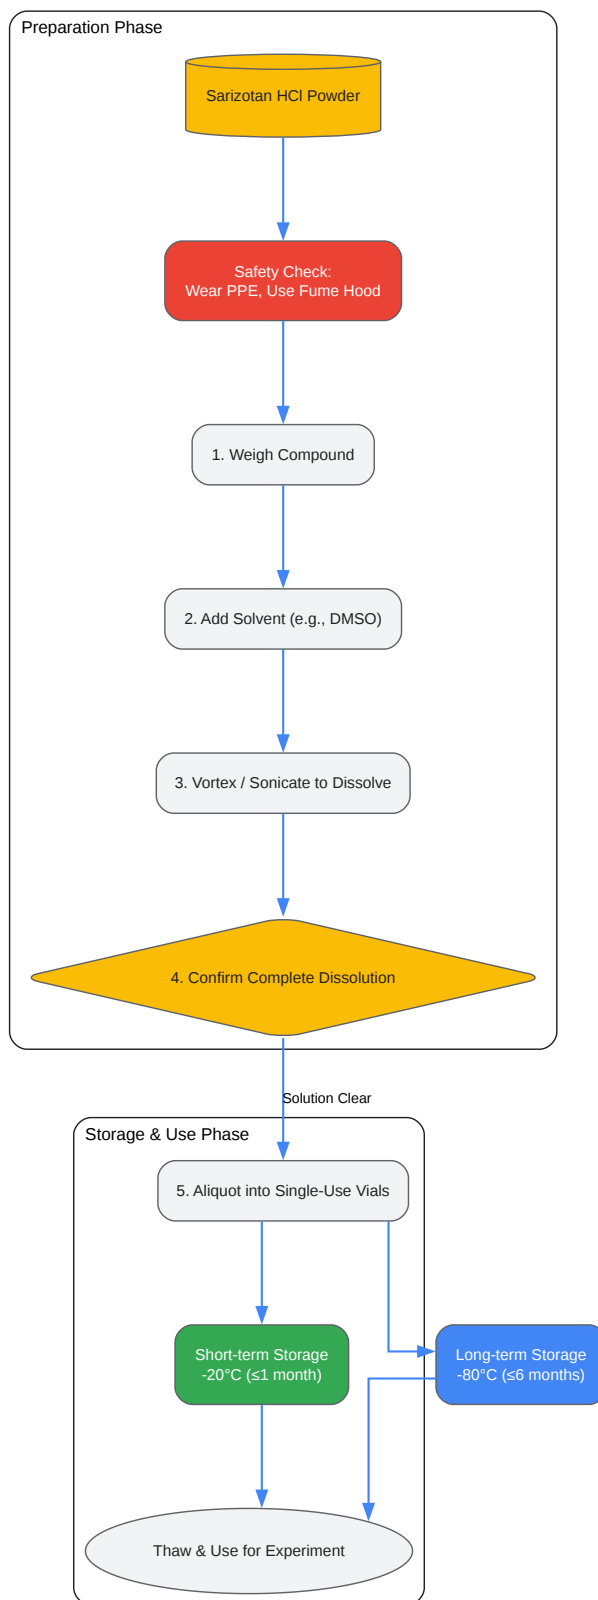 Preparation Phase
Sarizotan HCl Powder
Safety Check:
Wear PPE, Use Fume Hood
1. Weigh Compound
2. Add Solvent (e.g., DMSO)
3. Vortex / Sonicate to Dissolve
4. Confirm Complete Dissolution
Solution Clear
Storage & Use Phase
5. Aliquot into Single-Use Vials
Short-term Storage
-20°C (≤1 month)
Long-term Storage
-80°C (≤6 months)
Thaw & Use for Experiment